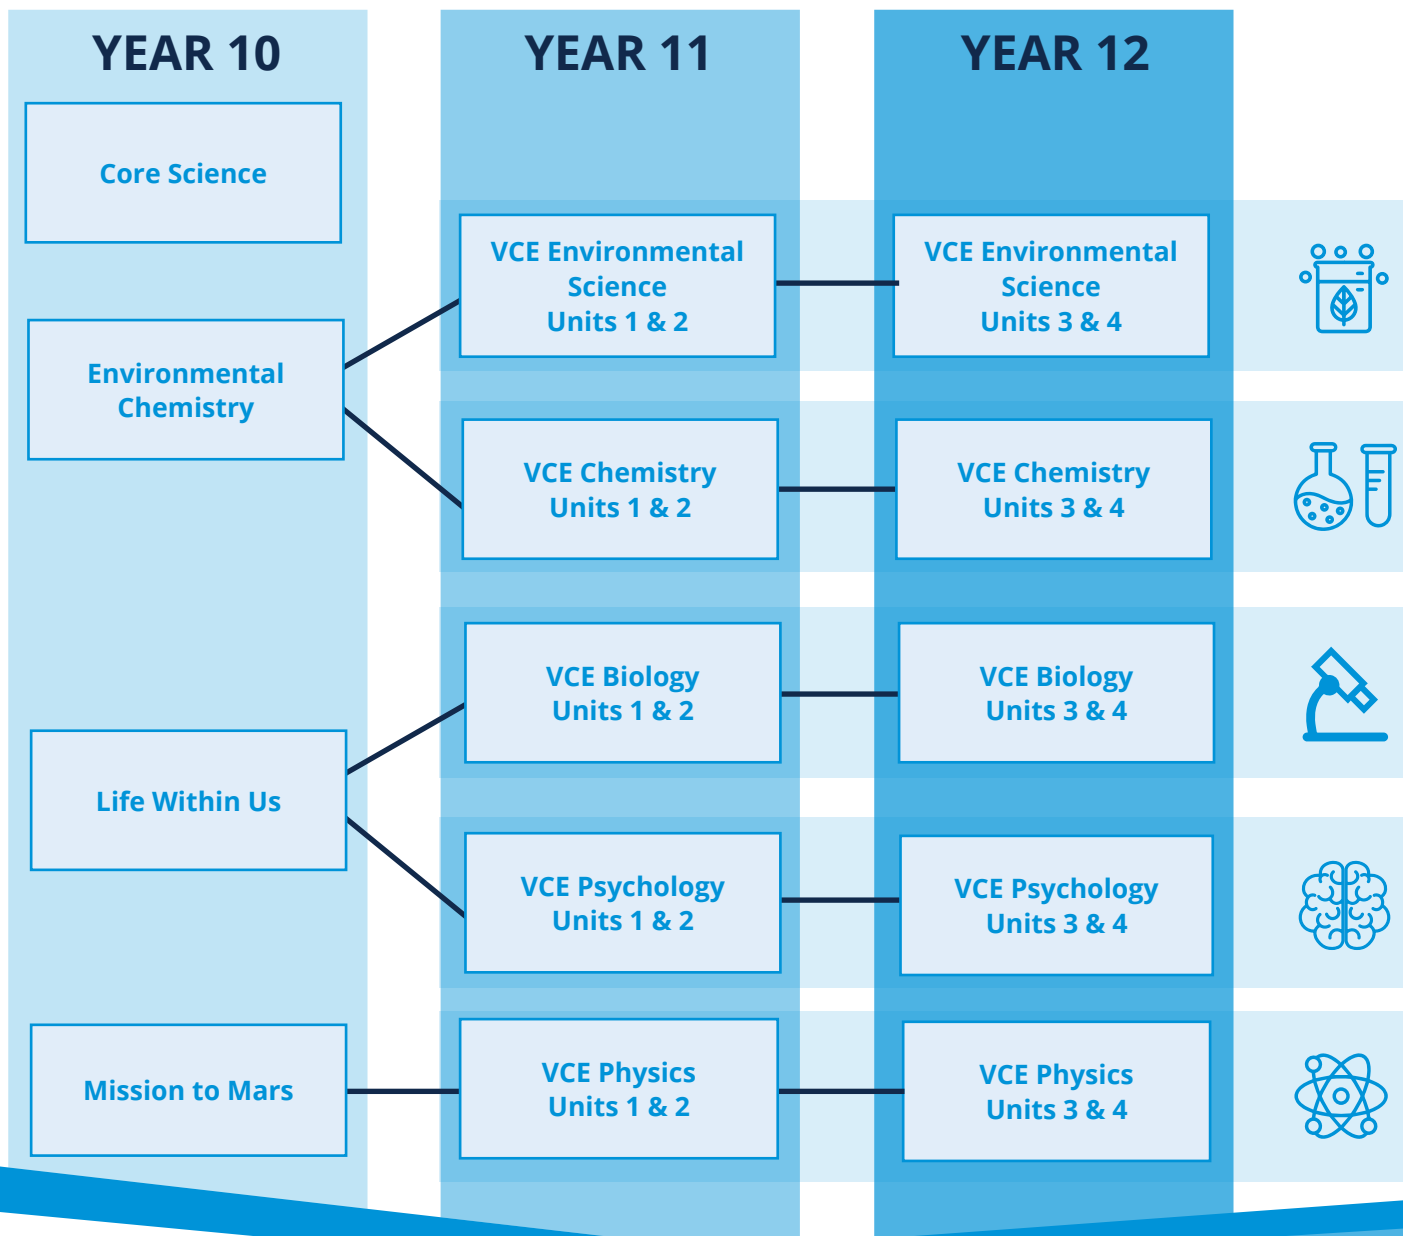 YEAR 10
YEAR 11
YEAR 12
Core Science
Environmental
Chemistry
Life Within Us
Mission to Mars
VCE Environmental
Science
Units 1 & 2
VCE Chemistry
Units 1 & 2
VCE Biology
Units 1 & 2
VCE Psychology
Units 1 & 2
VCE Physics
Units 1 & 2
VCE Environmental
Science
Units 3 & 4
VCE Chemistry
Units 3 & 4
VCE Biology
Units 3 & 4
VCE Psychology
Units 3 & 4
VCE Physics
Units 3 & 4